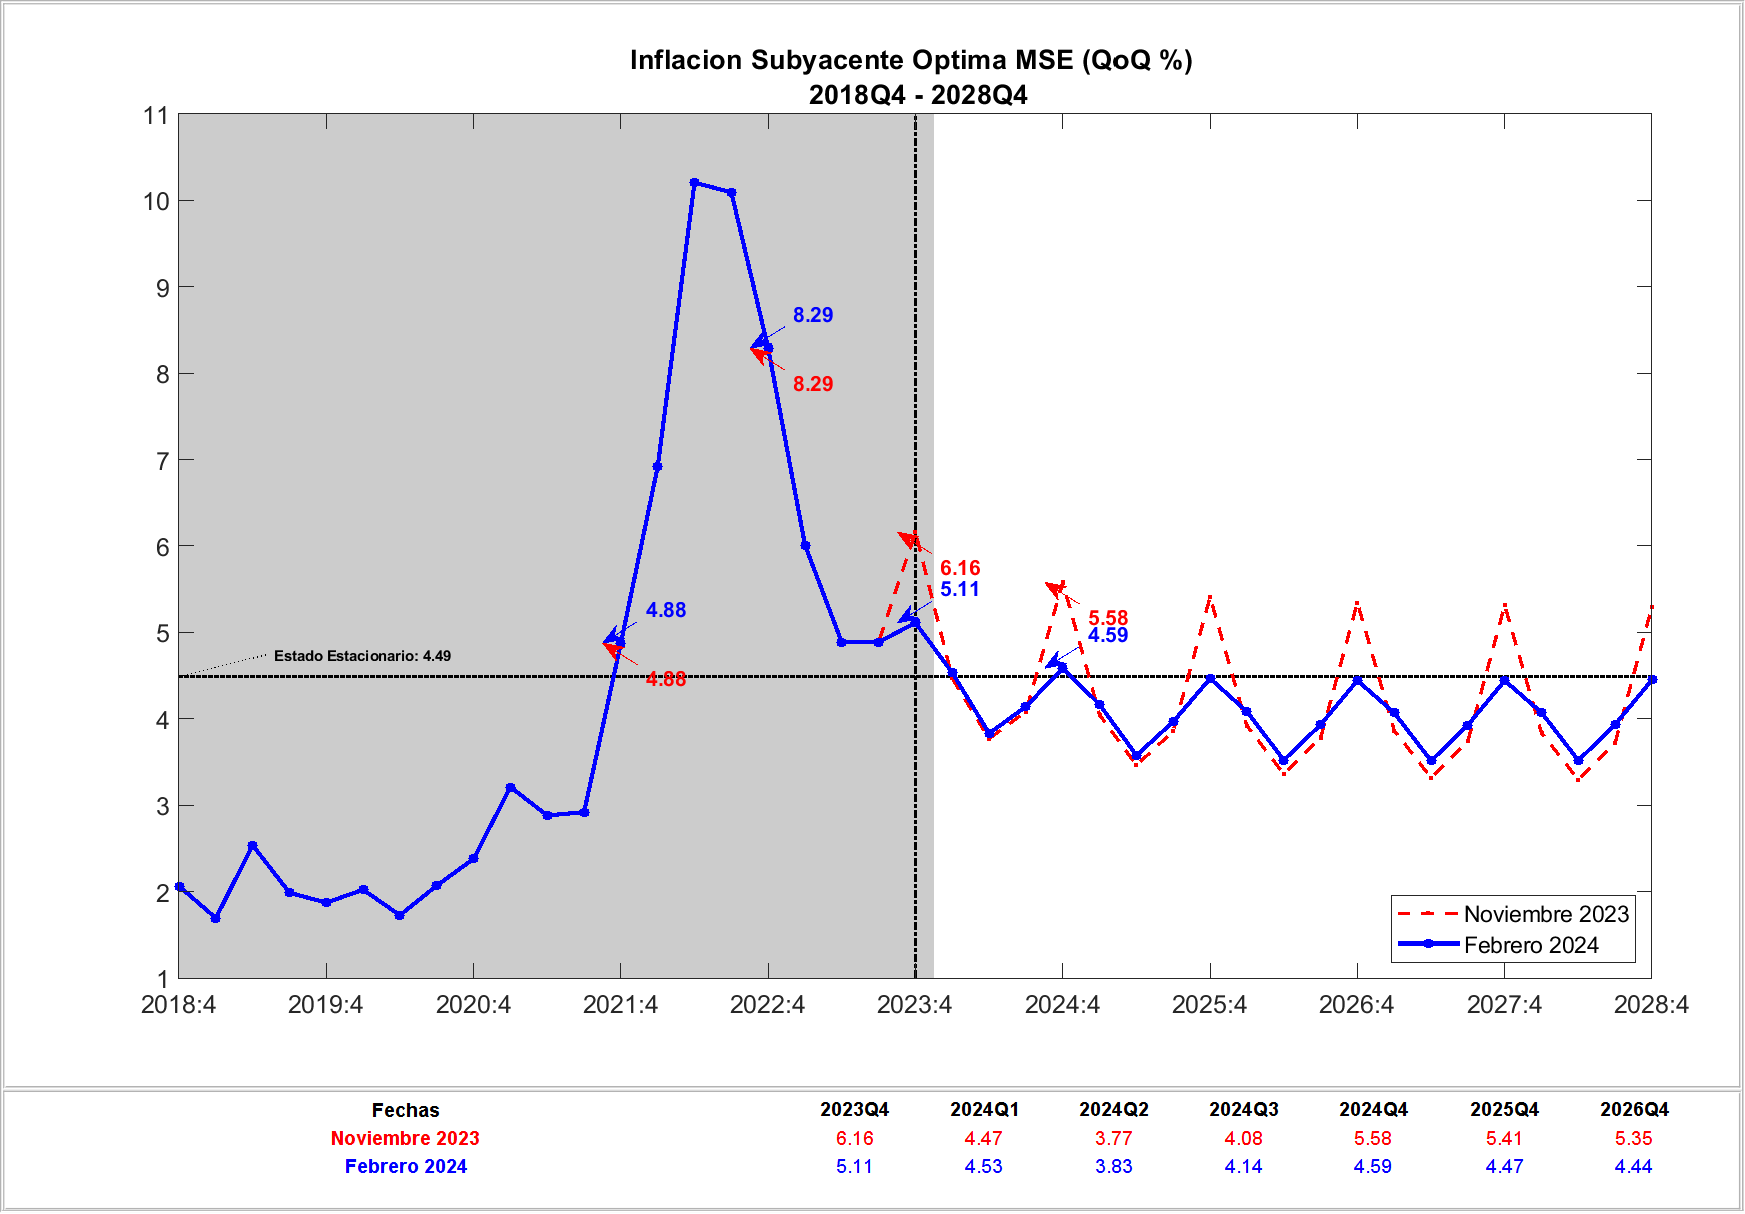 Inflacion Subyacente Optima MSE (QoQ %)
2018Q4 - 2028Q4
11
10
9
8
7
6
5
4
3
2
1
8.29
8.29
6.16
5.11
4.88
4.88
5.58
4.59
Estado Estacionario: 4.49
Noviembre 2023
Febrero 2024
2018:4 2019:4 2020:4 2021:4 2022:4 2023:4 2024:4 2025:4 2026:4 2027:4 2028:4
Fechas 2023Q4 2024Q1 2024Q2 2024Q3 2024Q4 2025Q4 2026Q4
Noviembre 2023 6.16 4.47 3.77 4.08 5.58 5.41 5.35
Febrero 2024 5.11 4.53 3.83 4.14 4.59 4.47 4.44